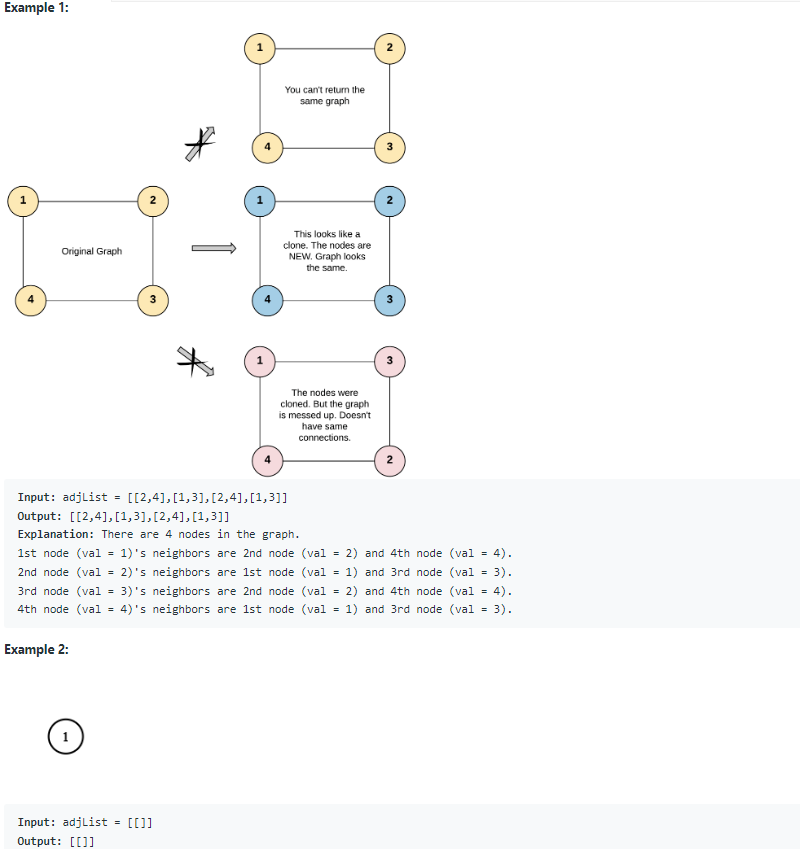 Example 1:
1
2
You can't return the
same graph
4
3
1
2
Original Graph
4
3
1
2
This looks like a
clone. The nodes are
NEW. Graph looks
the same.
4
3
1
3
The nodes were
cloned. But the graph
is messed up. Doesn't
have same
connections.
4
2
Input: adjList = [[2,4],[1,3],[2,4],[1,3]]
Output: [[2,4],[1,3],[2,4],[1,3]]
Explanation: There are 4 nodes in the graph.
1st node (val = 1)'s neighbors are 2nd node (val = 2) and 4th node (val = 4).
2nd node (val = 2)'s neighbors are 1st node (val = 1) and 3rd node (val = 3).
3rd node (val = 3)'s neighbors are 2nd node (val = 2) and 4th node (val = 4).
4th node (val = 4)'s neighbors are 1st node (val = 1) and 3rd node (val = 3).
Example 2:
1
Input: adjList = [[]]
Output: [[]]